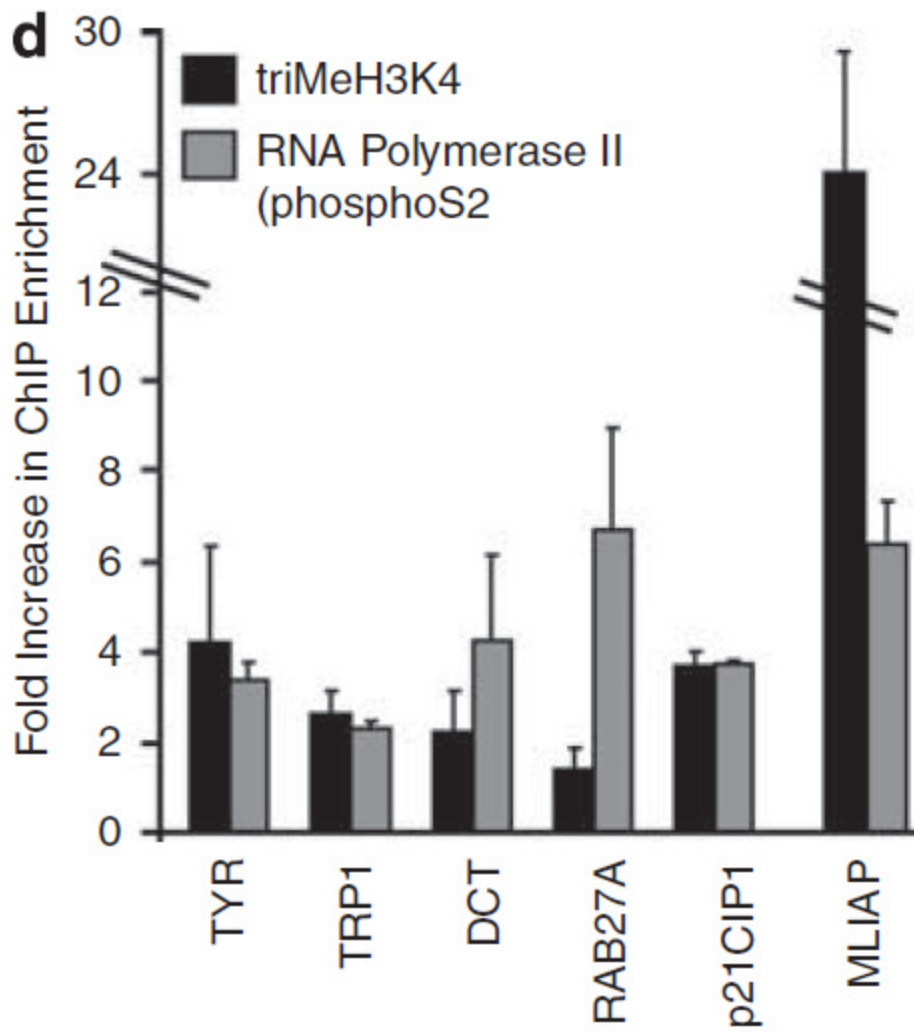 d
30
24
12
10
8
6
4
2
0
Fold Increase in ChIP Enrichment
triMeH3K4
RNA Polymerase II
(phosphoS2
TYR
TRP1
DCT
RAB27A
p21CIP1
MLIAP